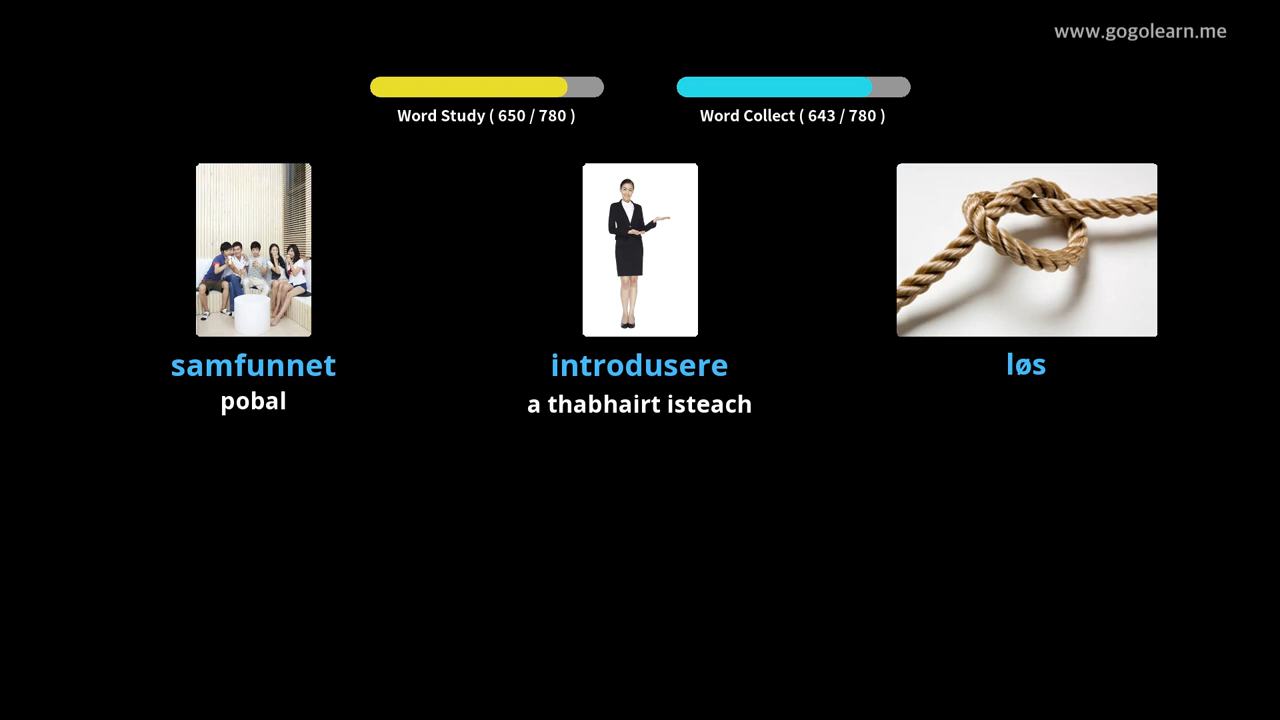 www.gogolearn.me
Word Study ( 650 / 780 )
Word Collect ( 643 / 780 )
samfunnet
pobal
introdusere
a thabhairt isteach
løs